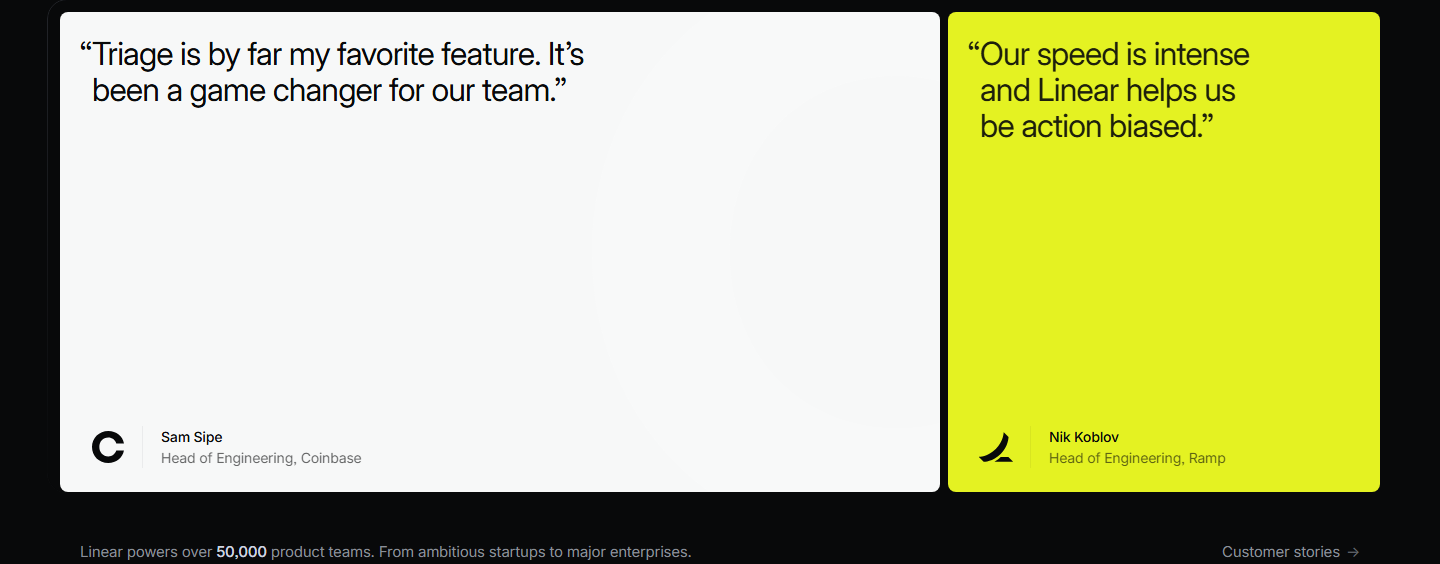 “Triage is by far my favorite feature. It’s
been a game changer for our team.”
Sam Sipe
Head of Engineering, Coinbase
“Our speed is intense
and Linear helps us
be action biased.”
Nik Koblov
Head of Engineering, Ramp
Linear powers over 50,000 product teams. From ambitious startups to major enterprises.
Customer stories →